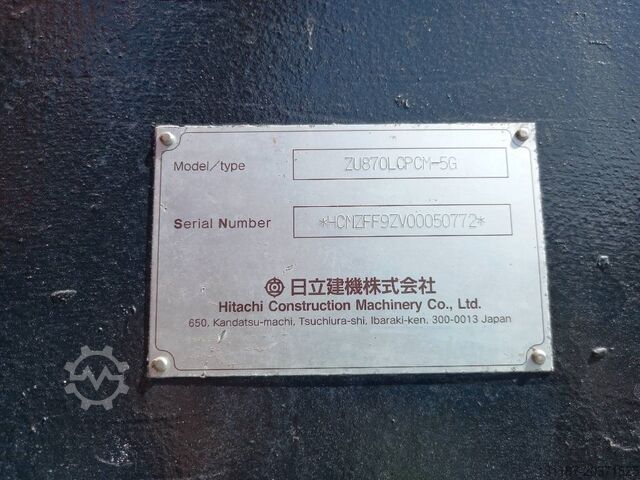 Model/type ZU870LCPCM-5G
Serial Number *HCMZFF9ZV00050772*
日立建機株式会社
Hitachi Construction Machinery Co., Ltd.
650, Kandatsu-machi, Tsuchiura-shi, Ibaraki-ken, 300-0013 Japan